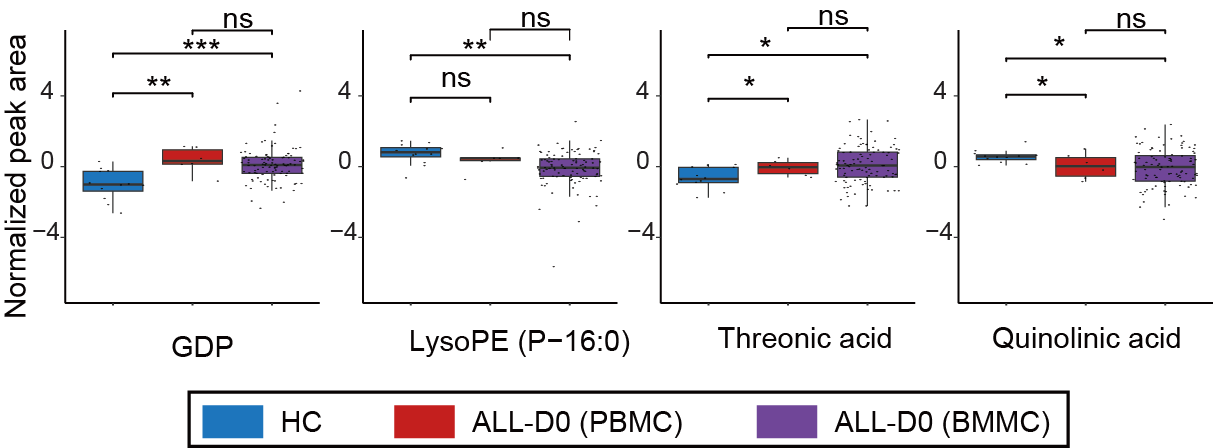 Normalized peak area
ns
***
**
4
0
−4
GDP
ns
**
ns
4
0
−4
LysoPE (P−16:0)
ns
*
*
4
0
−4
Threonic acid
ns
*
*
4
0
−4
Quinolinic acid
HC
ALL-D0 (PBMC)
ALL-D0 (BMMC)